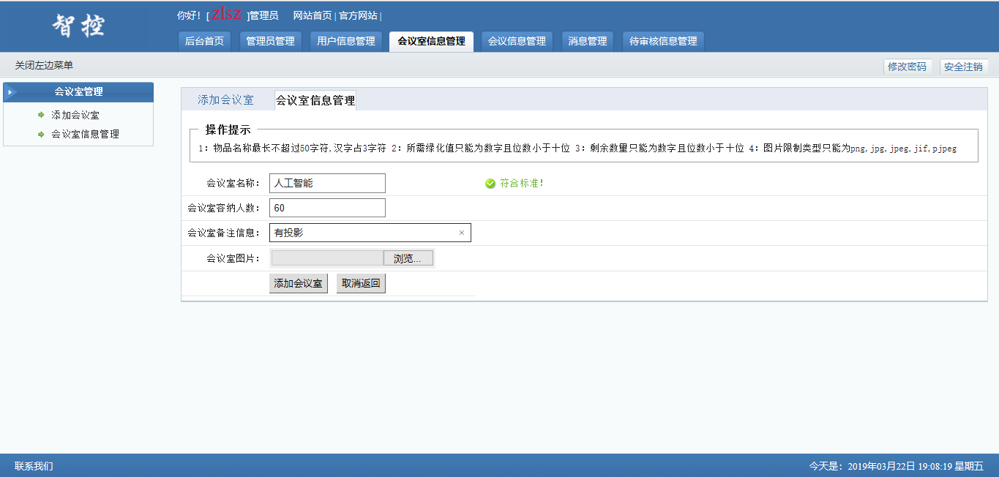 智控
你好! [ zlsz ]管理员 网站首页 | 官方网站 |
后台首页 管理员管理 用户信息管理 会议室信息管理 会议信息管理 消息管理 待审核信息管理
关闭左边菜单 修改密码 安全注销
会议室管理
添加会议室
会议室信息管理
添加会议室 会议室信息管理
操作提示
1: 物品名称最长不超过50字符,汉字占3字符 2: 所需绿化值只能为数字且位数小于十位 3: 剩余数量只能为数字且位数小于十位 4: 图片限制类型只能为png,jpg,jpeg,jif,pjpeg
会议室名称: 人工智能 符合标准!
会议室容纳人数: 60
会议室备注信息: 有投影 ×
会议室图片: 浏览...
添加会议室 取消返回
联系我们 今天是: 2019年03月22日 19:08:19 星期五